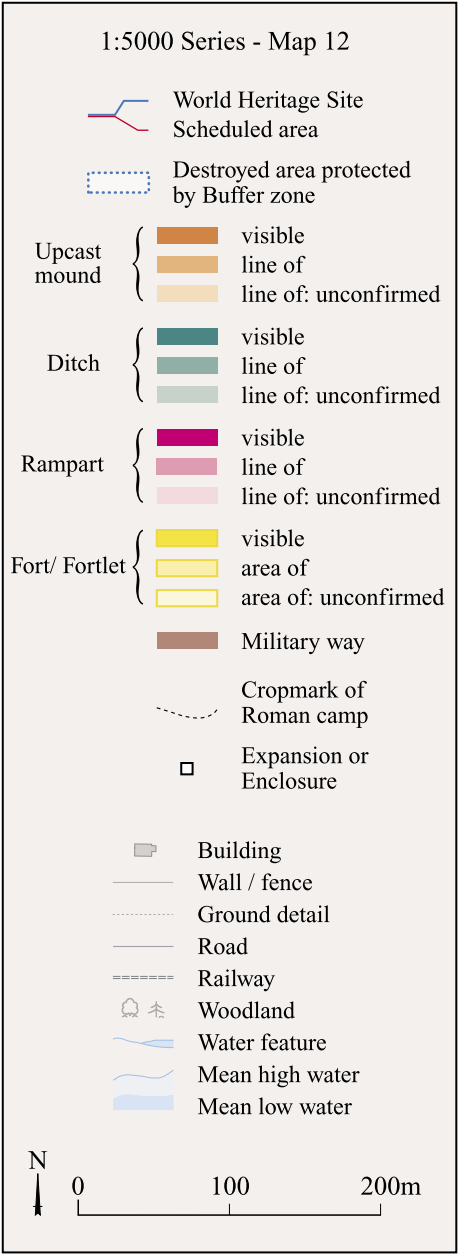 1:5000 Series - Map 12
World Heritage Site
Scheduled area
Destroyed area protected
by Buffer zone
Upcast
mound
visible
line of
line of: unconfirmed
Ditch
visible
line of
line of: unconfirmed
Rampart
visible
line of
line of: unconfirmed
Fort/ Fortlet
visible
area of
area of: unconfirmed
Military way
Cropmark of
Roman camp
Expansion or
Enclosure
Building
Wall / fence
Ground detail
Road
Railway
Woodland
Water feature
Mean high water
Mean low water
N
0 100 200m